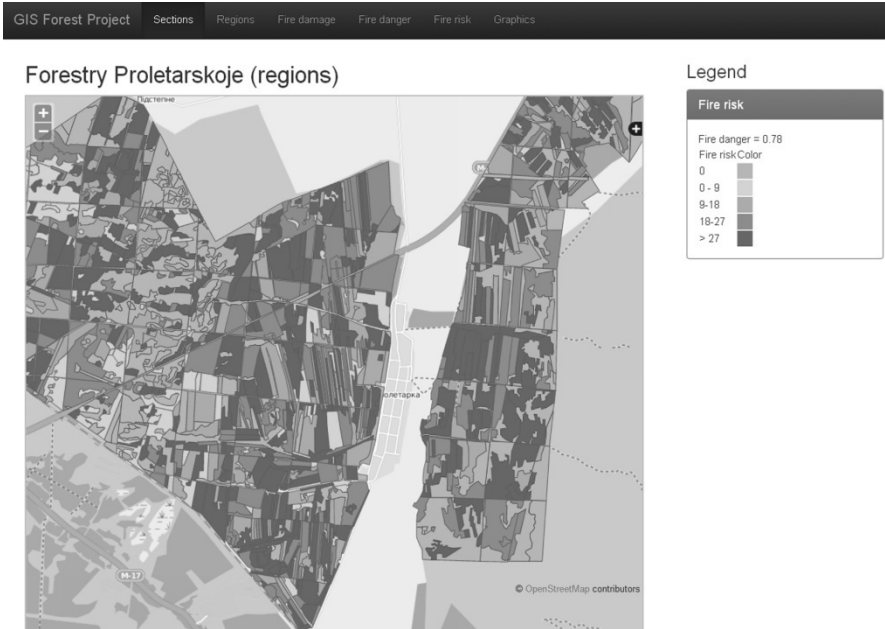 GIS Forest Project Sections Regions Fire damage Fire danger Fire risk Graphics
Forestry Proletarskoje (regions)
Legend
Fire risk
Fire danger = 0.78
Fire risk Color
0
0 - 9
9-18
18-27
> 27
+
−
Підстепне
+
М-
олетарка
М-17
© OpenStreetMap contributors